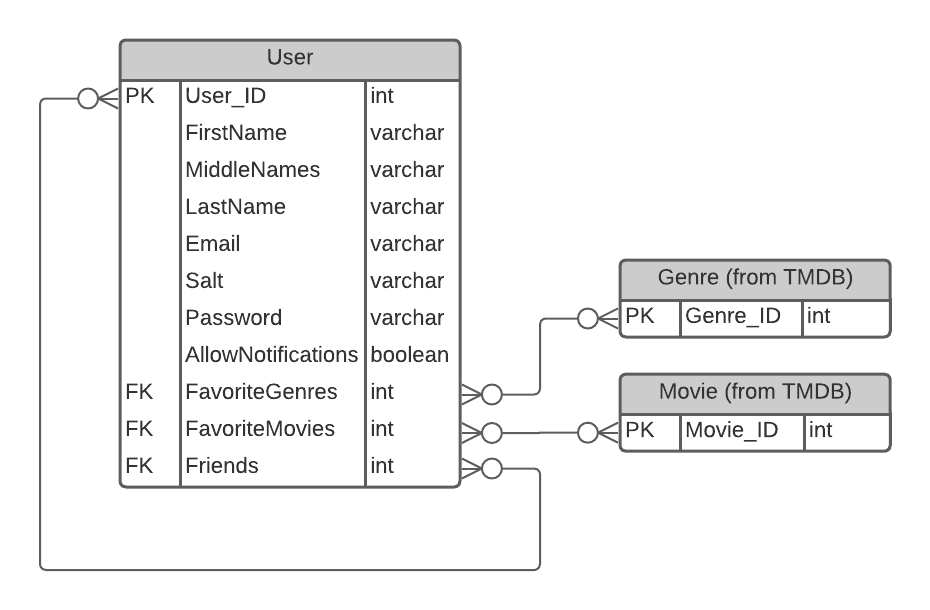 User
PK User_ID int
FirstName varchar
MiddleNames varchar
LastName varchar
Email varchar
Salt varchar
Password varchar
AllowNotifications boolean
FK FavoriteGenres int
FK FavoriteMovies int
FK Friends int
Genre (from TMDB)
PK Genre_ID int
Movie (from TMDB)
PK Movie_ID int